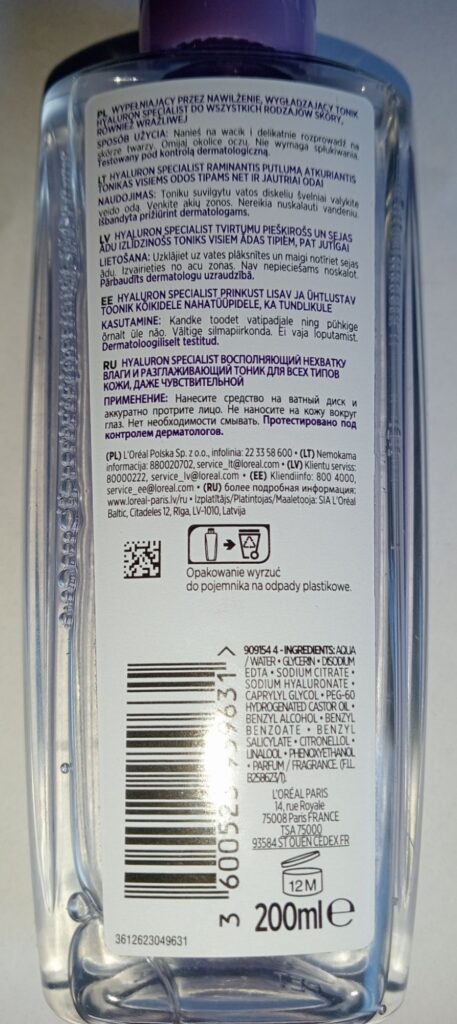 PL WYPEŁNIAJĄCY PRZEZ NAWILŻENIE, WYGŁADZAJĄCY TONIK
HYALURON SPECIALIST DO WSZYSTKICH RODZAJÓW SKÓRY,
RÓWNIEŻ WRAŻLIWEJ
SPOSÓB UŻYCIA: Nanieś na wacik i delikatnie rozprowadź na
skórze twarzy. Omijaj okolice oczu. Nie wymaga spłukiwania.
Testowany pod kontrolą dermatologiczną.
LT HYALURON SPECIALIST RAMINANTIS PUTLUMĄ ATKURIANTIS
TONIKAS VISIEMS ODOS TIPAMS NET IR JAUTRIAI ODAI
NAUDOJIMAS: Toniku suvilgytu vatos diskeliu švelniai valykite
veido odą. Venkite akių zonos. Nereikia nuskalauti vandeniu.
Išbandyta prižiūrint dermatologams.
LV HYALURON SPECIALIST TVIRTUMU PIEŠĶIROŠS UN SEJAS
ĀDU IZLĪDZINOŠS TONIKS VISIEM ĀDAS TIPIEM, PAT JUTĪGAI
LIETOŠANA: Uzklājiet uz vates plāksnītes un maigi notīriet sejas
ādu. Izvairieties no acu zonas. Nav nepieciešams noskalot.
Pārbaudīts dermatologu uzraudzībā.
EE HYALURON SPECIALIST PRINKUST LISAV JA ÜHTLUSTAV
TOONIK KÕIKIDELE NAHATÜÜPIDELE, KA TUNDLIKULE
KASUTAMINE: Kandke toodet vatipadjale ning pühkige
õrnalt üle näo. Vältige silmapiirkonda. Ei vaja loputamist.
Dermatoloogiliselt testitud.
RU HYALURON SPECIALIST ВОСПОЛНЯЮЩИЙ НЕХВАТКУ
ВЛАГИ И РАЗГЛАЖИВАЮЩИЙ ТОНИК ДЛЯ ВСЕХ ТИПОВ
КОЖИ, ДАЖЕ ЧУВСТВИТЕЛЬНОЙ
ПРИМЕНЕНИЕ: Нанесите средство на ватный диск и
аккуратно протрите лицо. Не наносите на кожу вокруг
глаз. Нет необходимости смывать. Протестировано под
контролем дерматологов.
(PL) L'Oréal Polska Sp. z o.o., infolinia: 22 33 58 600 • (LT) Nemokama
informacija: 880020702, service_lt@loreal.com • (LV) Klientu serviss:
80000222, service_lv@loreal.com • (EE) Kliendiinfo: 800 4000,
service_ee@loreal.com • (RU) более подробная информация:
www.loreal-paris.lv/ru • Izplatītājs/Platintojas/Maaletooja: SIA L'Oréal
Baltic, Citadeles 12, Rīga, LV-1010, Latvija
Opakowanie wyrzuć
do pojemnika na odpady plastikowe.
909154 4 - INGREDIENTS: AQUA
/ WATER • GLYCERIN • DISODIUM
EDTA • SODIUM CITRATE •
SODIUM HYALURONATE •
CAPRYLYL GLYCOL • PEG-60
HYDROGENATED CASTOR OIL •
BENZYL ALCOHOL • BENZYL
BENZOATE • BENZYL
SALICYLATE • CITRONELLOL •
LINALOOL • PHENOXYETHANOL
• PARFUM / FRAGRANCE. (F.I.L.
B258623/1).
L'ORÉAL PARIS
14, rue Royale
75008 Paris FRANCE
TSA 75000
93584 ST OUEN CEDEX FR
12 M
200ml e
3612623049631